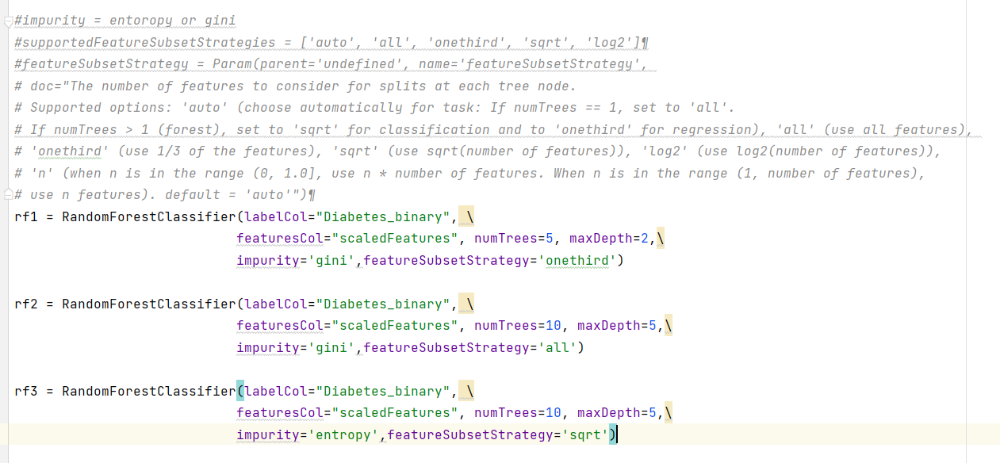 #impurity = entoropy or gini
#supportedFeatureSubsetStrategies = ['auto', 'all', 'onethird', 'sqrt', 'log2']¶
#featureSubsetStrategy = Param(parent='undefined', name='featureSubsetStrategy',
# doc="The number of features to consider for splits at each tree node.
# Supported options: 'auto' (choose automatically for task: If numTrees == 1, set to 'all'.
# If numTrees > 1 (forest), set to 'sqrt' for classification and to 'onethird' for regression), 'all' (use all features),
# 'onethird' (use 1/3 of the features), 'sqrt' (use sqrt(number of features)), 'log2' (use log2(number of features)),
# 'n' (when n is in the range (0, 1.0], use n * number of features. When n is in the range (1, number of features),
# use n features). default = 'auto'")¶
rf1 = RandomForestClassifier(labelCol="Diabetes_binary", \
featuresCol="scaledFeatures", numTrees=5, maxDepth=2,\
impurity='gini',featureSubsetStrategy='onethird')
rf2 = RandomForestClassifier(labelCol="Diabetes_binary", \
featuresCol="scaledFeatures", numTrees=10, maxDepth=5,\
impurity='gini',featureSubsetStrategy='all')
rf3 = RandomForestClassifier(labelCol="Diabetes_binary", \
featuresCol="scaledFeatures", numTrees=10, maxDepth=5,\
impurity='entropy',featureSubsetStrategy='sqrt')